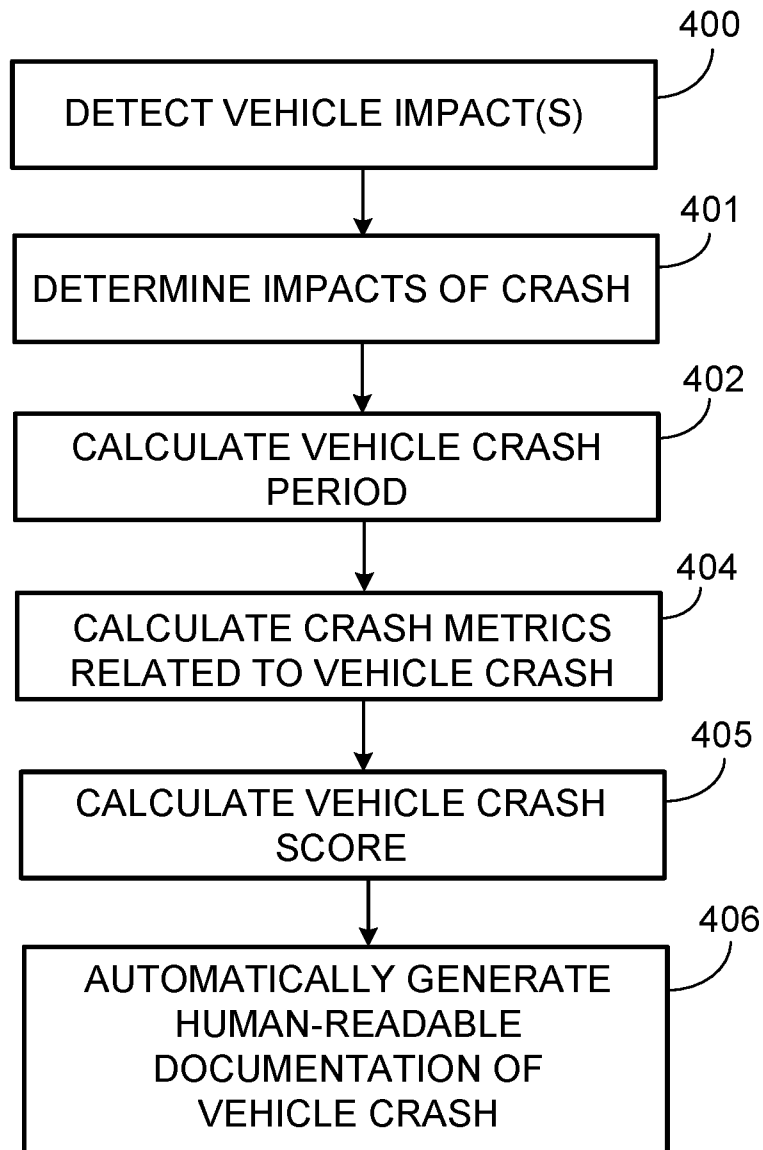 400
DETECT VEHICLE IMPACT(S)
401
DETERMINE IMPACTS OF CRASH
402
CALCULATE VEHICLE CRASH
PERIOD
404
CALCULATE CRASH METRICS
RELATED TO VEHICLE CRASH
405
CALCULATE VEHICLE CRASH
SCORE
406
AUTOMATICALLY GENERATE
HUMAN-READABLE
DOCUMENTATION OF
VEHICLE CRASH